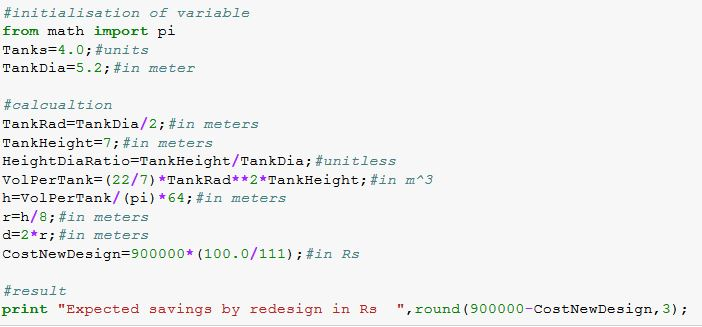 #initialisation of variable
from math import pi
Tanks=4.0;#units
TankDia=5.2;#in meter
#calcualtion
TankRad=TankDia/2;#in meters
TankHeight=7;#in meters
HeightDiaRatio=TankHeight/TankDia;#unitless
VolPerTank=(22/7)*TankRad**2*TankHeight;#in m^3
h=VolPerTank/(pi)*64;#in meters
r=h/8;#in meters
d=2*r;#in meters
CostNewDesign=900000*(100.0/111);#in Rs
#result
print "Expected savings by redesign in Rs  ",round(900000-CostNewDesign,3);